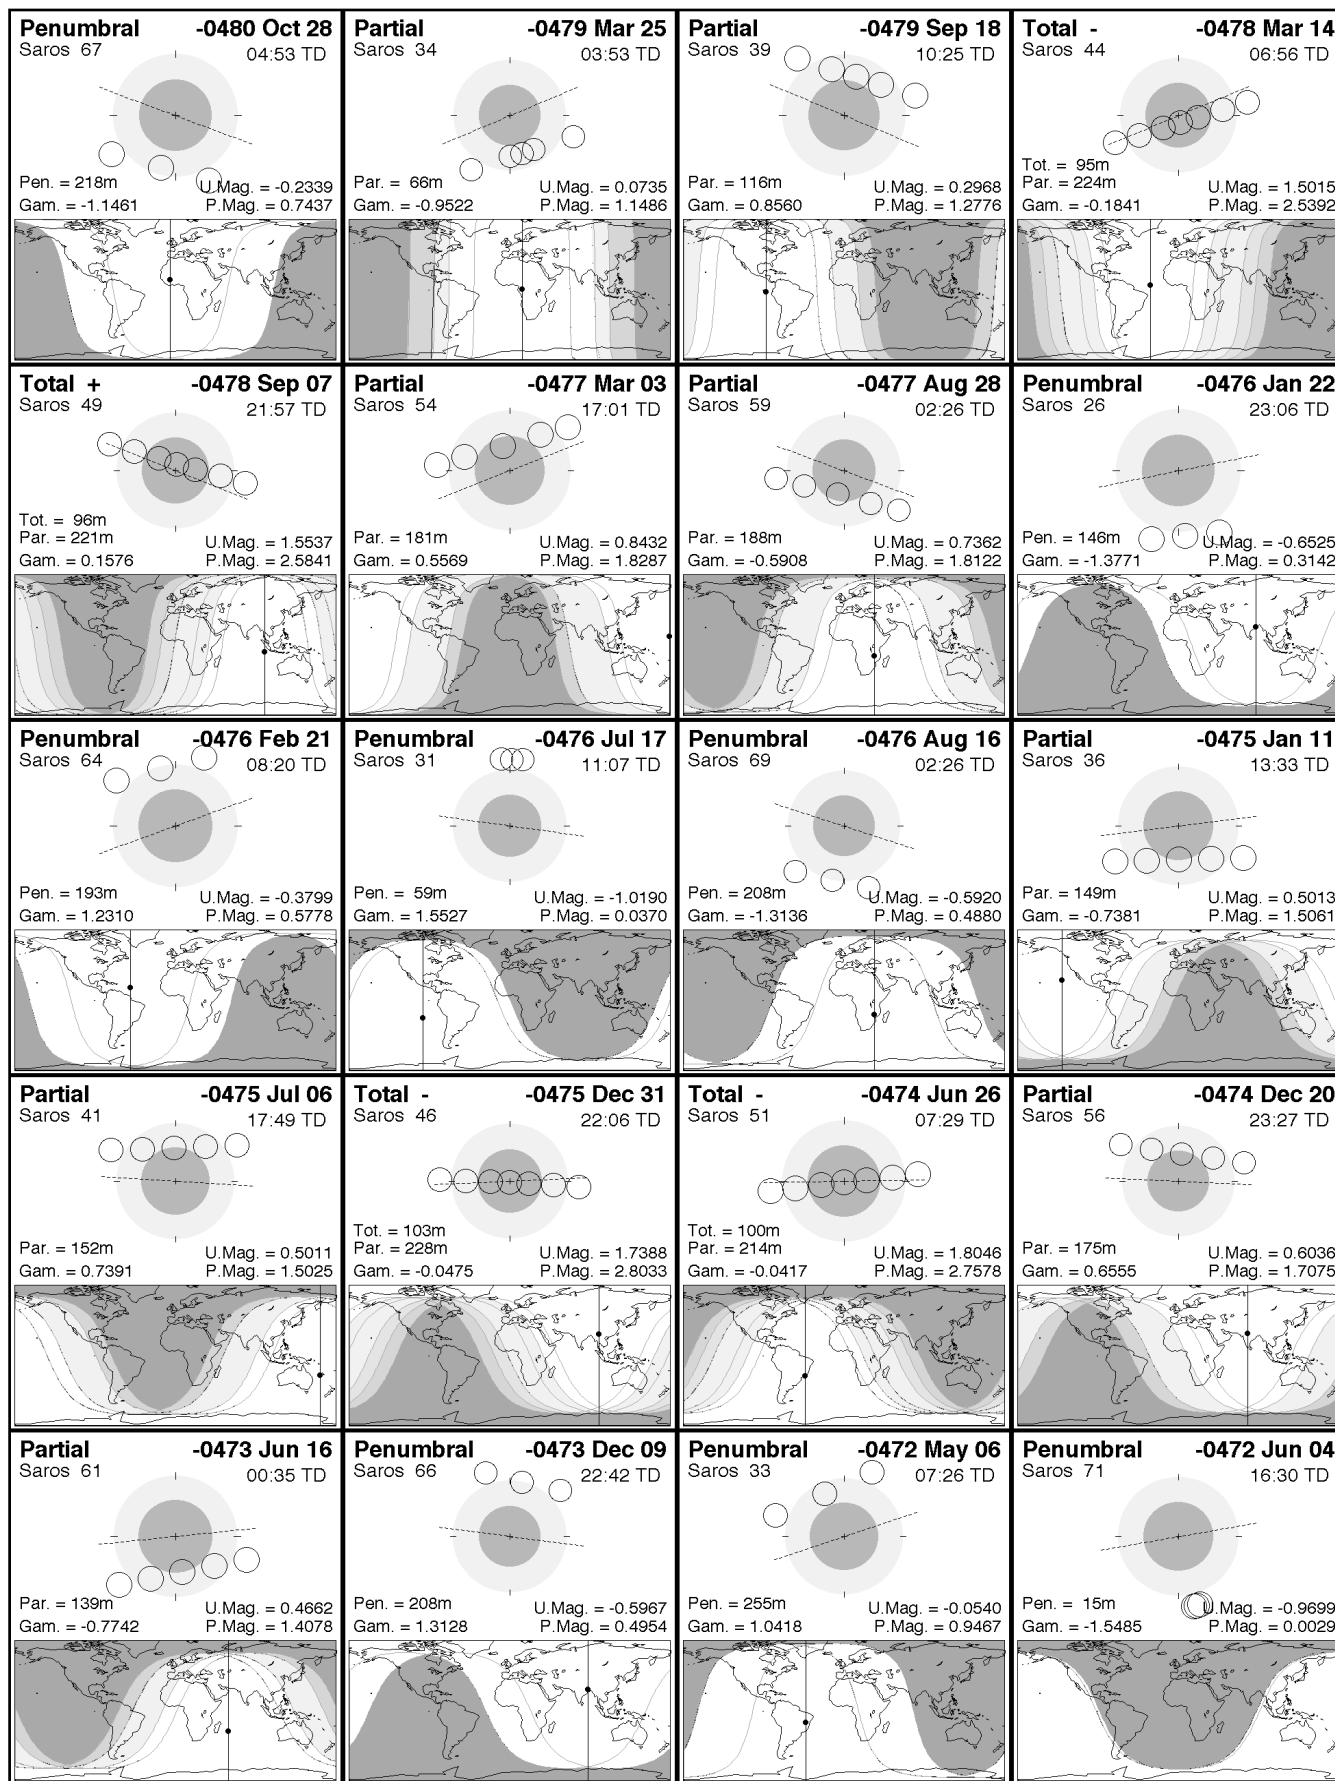 Penumbral -0480 Oct 28
Saros 67 04:53 TD
Pen. = 218m U.Mag. = -0.2339
Gam. = -1.1461 P.Mag. = 0.7437
Partial -0479 Mar 25
Saros 34 03:53 TD
Par. = 66m U.Mag. = 0.0735
Gam. = -0.9522 P.Mag. = 1.1486
Partial -0479 Sep 18
Saros 39 10:25 TD
Par. = 116m U.Mag. = 0.2968
Gam. = 0.8560 P.Mag. = 1.2776
Total - -0478 Mar 14
Saros 44 06:56 TD
Tot. = 95m
Par. = 224m U.Mag. = 1.5015
Gam. = -0.1841 P.Mag. = 2.5392
Total + -0478 Sep 07
Saros 49 21:57 TD
Tot. = 96m
Par. = 221m U.Mag. = 1.5537
Gam. = 0.1576 P.Mag. = 2.5841
Partial -0477 Mar 03
Saros 54 17:01 TD
Par. = 181m U.Mag. = 0.8432
Gam. = 0.5569 P.Mag. = 1.8287
Partial -0477 Aug 28
Saros 59 02:26 TD
Par. = 188m U.Mag. = 0.7362
Gam. = -0.5908 P.Mag. = 1.8122
Penumbral -0476 Jan 22
Saros 26 23:06 TD
Pen. = 146m U.Mag. = -0.6525
Gam. = -1.3771 P.Mag. = 0.3142
Penumbral -0476 Feb 21
Saros 64 08:20 TD
Pen. = 193m U.Mag. = -0.3799
Gam. = 1.2310 P.Mag. = 0.5778
Penumbral -0476 Jul 17
Saros 31 11:07 TD
Pen. = 59m U.Mag. = -1.0190
Gam. = 1.5527 P.Mag. = 0.0370
Penumbral -0476 Aug 16
Saros 69 02:26 TD
Pen. = 208m U.Mag. = -0.5920
Gam. = -1.3136 P.Mag. = 0.4880
Partial -0475 Jan 11
Saros 36 13:33 TD
Par. = 149m U.Mag. = 0.5013
Gam. = -0.7381 P.Mag. = 1.5061
Partial -0475 Jul 06
Saros 41 17:49 TD
Par. = 152m U.Mag. = 0.5011
Gam. = 0.7391 P.Mag. = 1.5025
Total - -0475 Dec 31
Saros 46 22:06 TD
Tot. = 103m
Par. = 228m U.Mag. = 1.7388
Gam. = -0.0475 P.Mag. = 2.8033
Total - -0474 Jun 26
Saros 51 07:29 TD
Tot. = 100m
Par. = 214m U.Mag. = 1.8046
Gam. = -0.0417 P.Mag. = 2.7578
Partial -0474 Dec 20
Saros 56 23:27 TD
Par. = 175m U.Mag. = 0.6036
Gam. = 0.6555 P.Mag. = 1.7075
Partial -0473 Jun 16
Saros 61 00:35 TD
Par. = 139m U.Mag. = 0.4662
Gam. = -0.7742 P.Mag. = 1.4078
Penumbral -0473 Dec 09
Saros 66 22:42 TD
Pen. = 208m U.Mag. = -0.5967
Gam. = 1.3128 P.Mag. = 0.4954
Penumbral -0472 May 06
Saros 33 07:26 TD
Pen. = 255m U.Mag. = -0.0540
Gam. = 1.0418 P.Mag. = 0.9467
Penumbral -0472 Jun 04
Saros 71 16:30 TD
Pen. = 15m U.Mag. = -0.9699
Gam. = -1.5485 P.Mag. = 0.0029